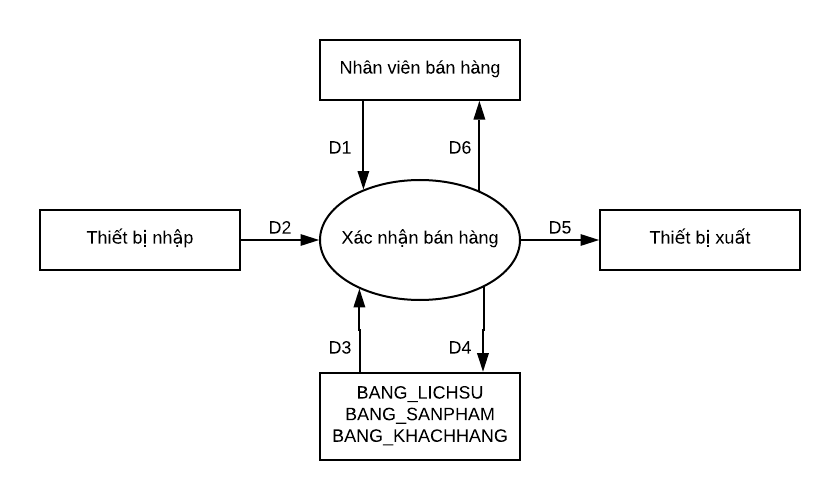 Nhân viên bán hàng
D1
D6
Thiết bị nhập
D2
Xác nhận bán hàng
D5
Thiết bị xuất
D3
D4
BANG_LICHSU
BANG_SANPHAM
BANG_KHACHHANG